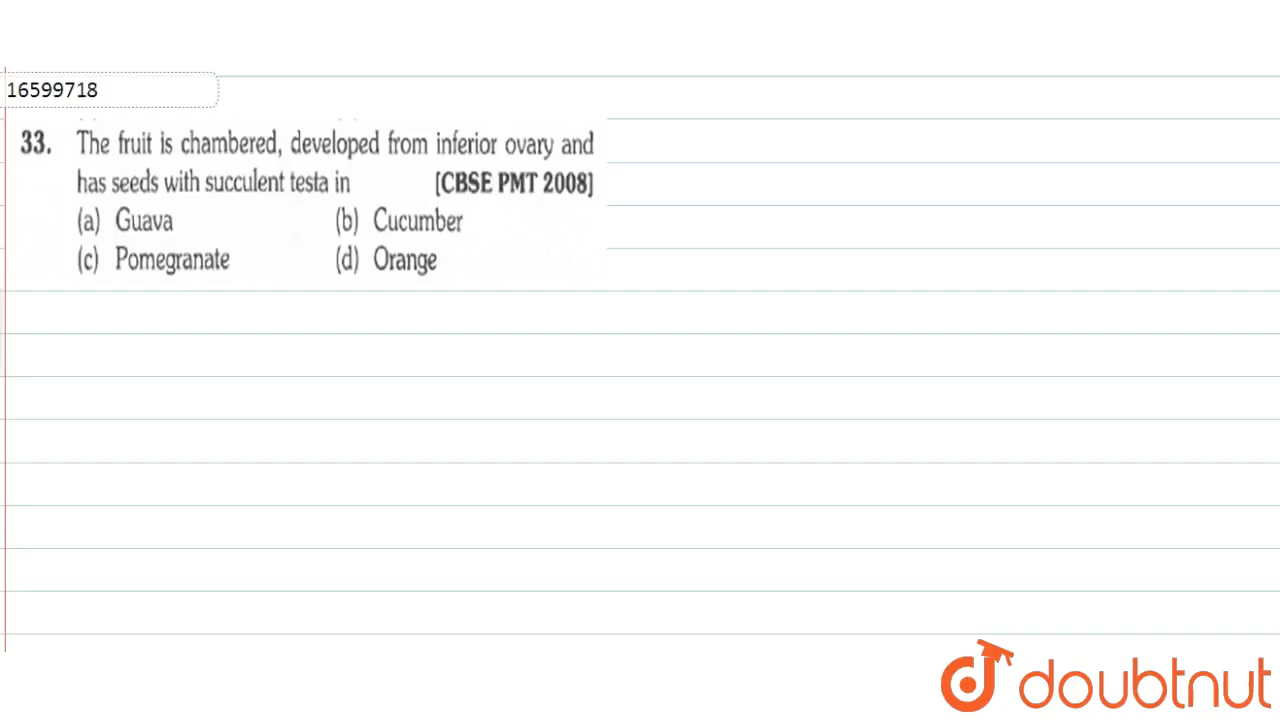 16599718
33. The fruit is chambered, developed from inferior ovary and
has seeds with succulent testa in [CBSE PMT 2008]
(a) Guava (b) Cucumber
(c) Pomegranate (d) Orange
doubtnut